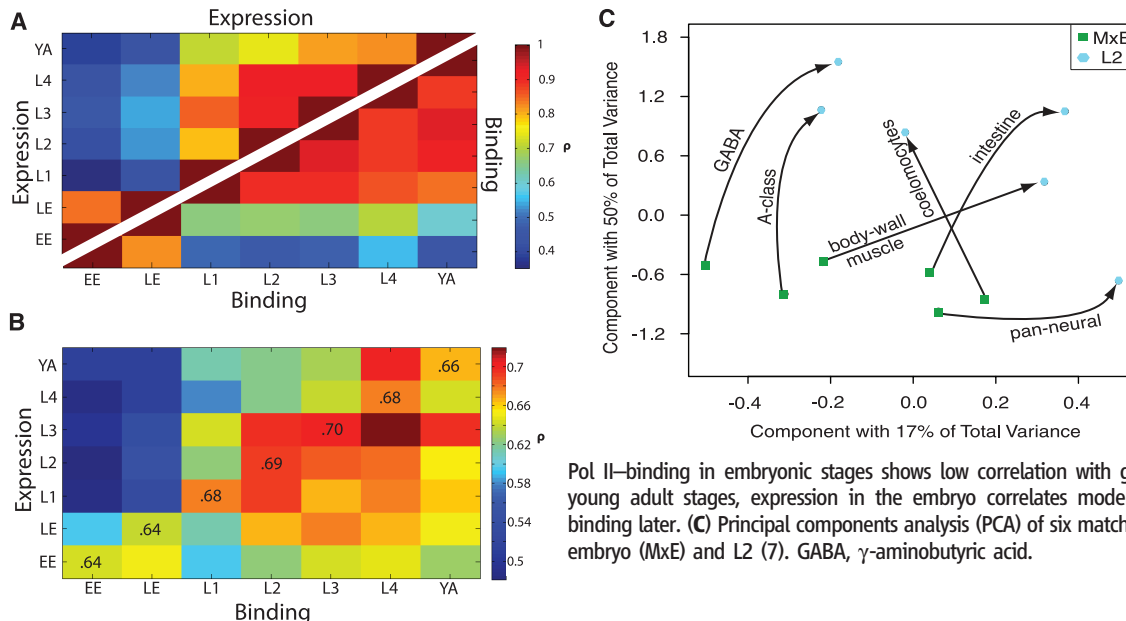 A
Expression
YA
L4
L3
L2
L1
LE
EE
Expression
EE LE L1 L2 L3 L4 YA
Binding
Binding
1
0.9
0.8
0.7
0.6
0.5
0.4
ρ
B
YA
L4
L3
L2
L1
LE
EE
Expression
.66
.68
.70
.69
.68
.64
.64
EE LE L1 L2 L3 L4 YA
Binding
0.7
0.66
0.62
0.58
0.54
0.5
ρ
C
MxE
L2
1.8
1.2
0.6
0.0
-0.6
-1.2
Component with 50% of Total Variance
GABA
A-class
body-wall
muscle
coelomocytes
intestine
pan-neural
-0.4 -0.2 0.0 0.2 0.4
Component with 17% of Total Variance
Pol II–binding in embryonic stages shows low correlation with g
young adult stages, expression in the embryo correlates mode
binding later. (C) Principal components analysis (PCA) of six match
embryo (MxE) and L2 (7). GABA, γ-aminobutyric acid.